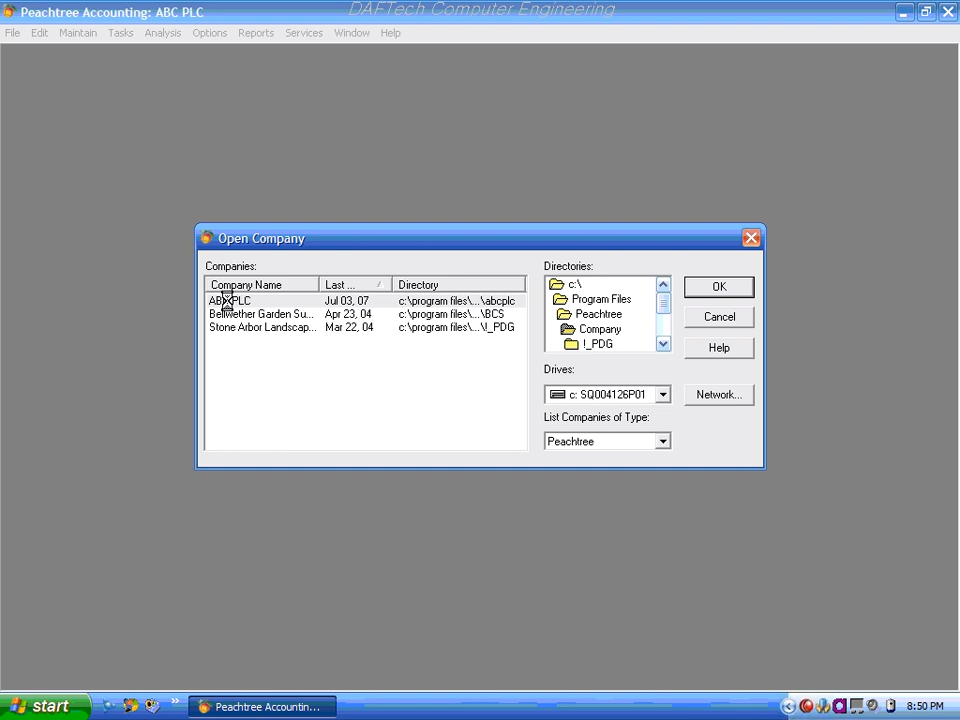 Peachtree Accounting: ABC PLC
DAFTech Computer Engineering
File Edit Maintain Tasks Analysis Options Reports Services Window Help
Open Company
Companies:
Company Name Last ... Directory
ABC PLC Jul 03, 07 c:\program files\...\abcplc
Bellwether Garden Su... Apr 23, 04 c:\program files\...\BCS
Stone Arbor Landscap... Mar 22, 04 c:\program files\...\!_PDG
Directories:
c:\
Program Files
Peachtree
Company
!_PDG
Drives:
c: SQ004126P01
List Companies of Type:
Peachtree
OK
Cancel
Help
Network...
start
Peachtree Accountin...
8:50 PM